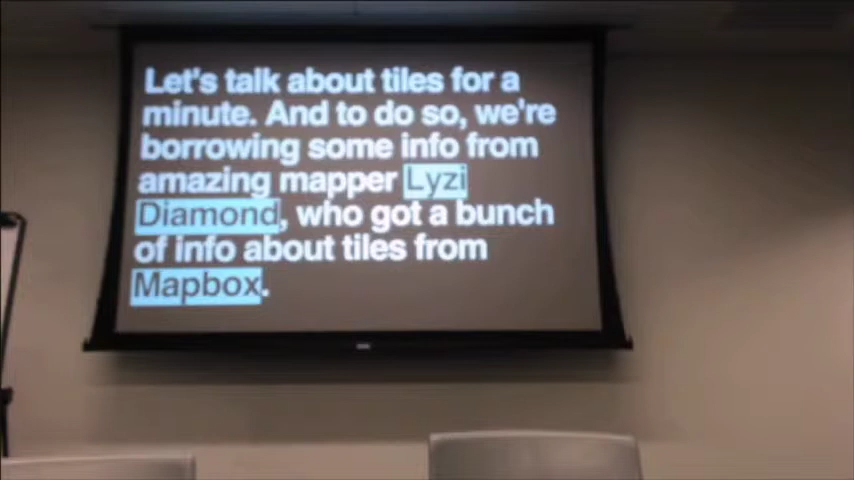 Let's talk about tiles for a
minute. And to do so, we're
borrowing some info from
amazing mapper Lyzi
Diamond, who got a bunch
of info about tiles from
Mapbox.